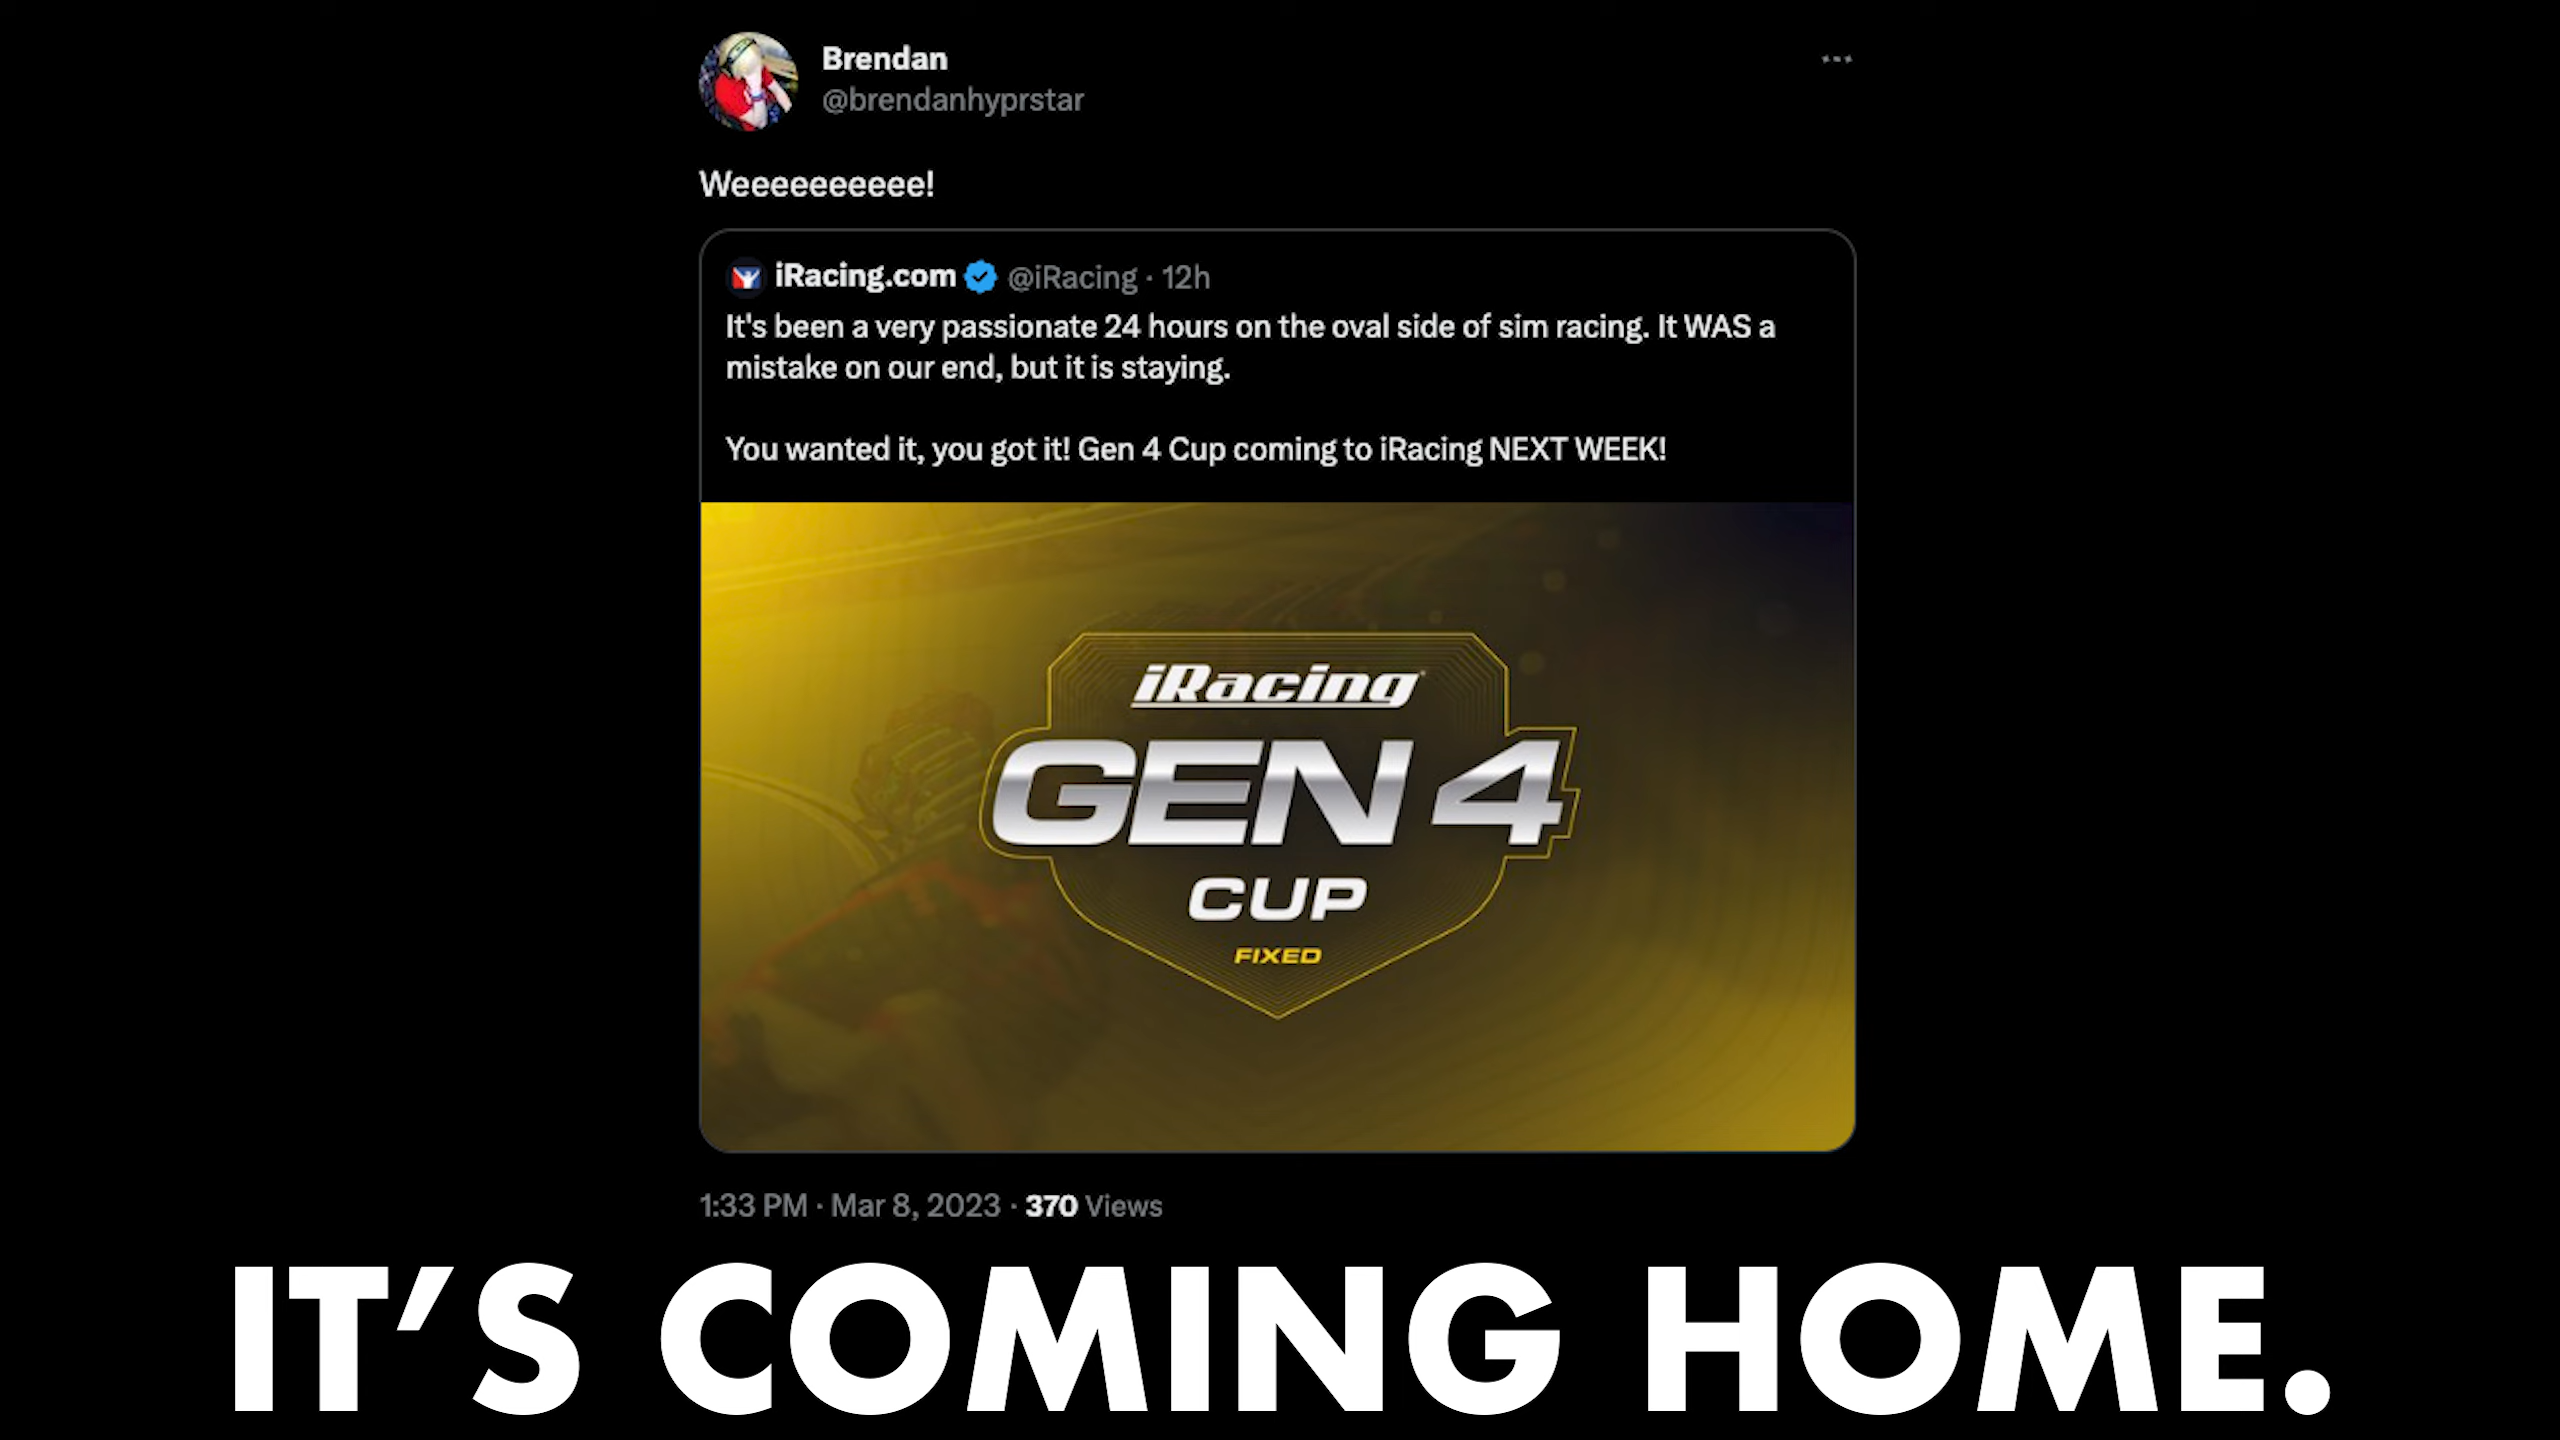 Brendan
@brendanhyprstar
Weeeeeeeeee!
iRacing.com @iRacing · 12h
It's been a very passionate 24 hours on the oval side of sim racing. It WAS a
mistake on our end, but it is staying.
You wanted it, you got it! Gen 4 Cup coming to iRacing NEXT WEEK!
iRacing
GEN 4
CUP
FIXED
1:33 PM · Mar 8, 2023 · 370 Views
IT'S COMING HOME.